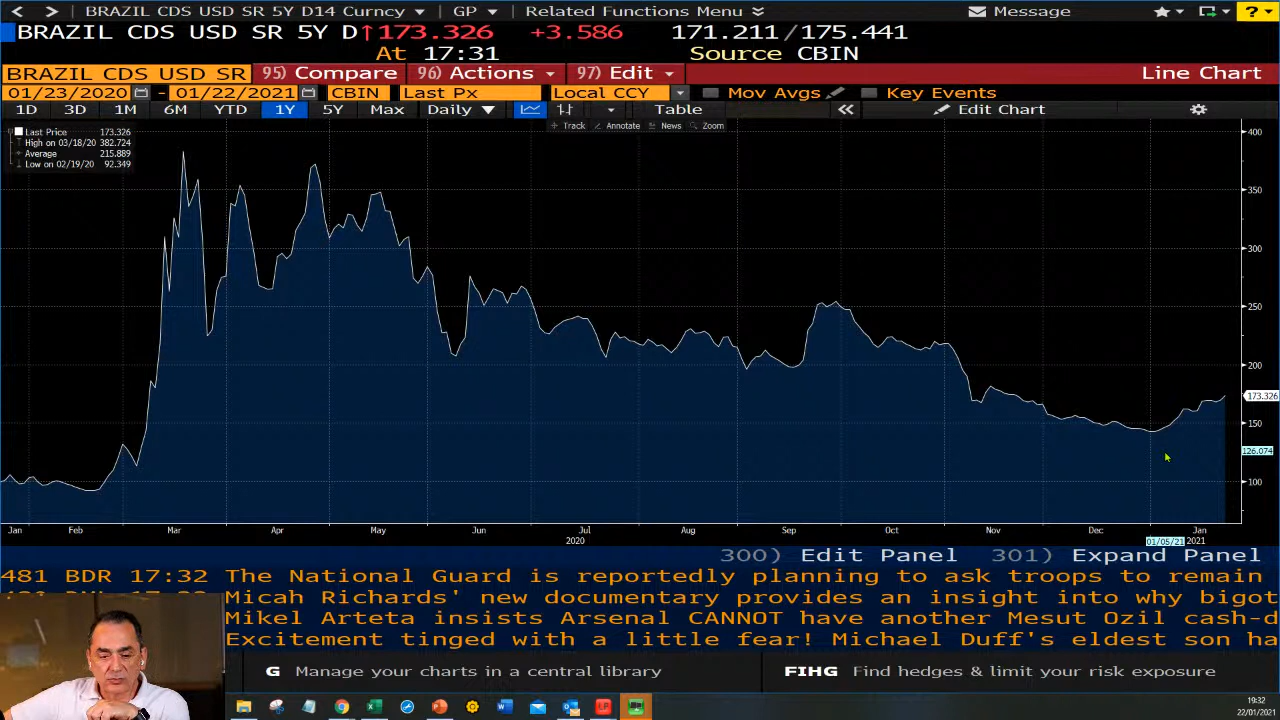 BRAZIL CDS USD SR 5Y D14 Curncy GP Related Functions Menu Message ?
BRAZIL CDS USD SR 5Y D↑173.326 +3.586 171.211/175.441
At 17:31 Source CBIN
BRAZIL CDS USD SR 95) Compare 96) Actions 97) Edit Line Chart
01/23/2020 - 01/22/2021 CBIN Last Px Local CCY Mov Avgs Key Events
1D 3D 1M 6M YTD 1Y 5Y Max Daily Table Edit Chart
Track Annotate News Zoom
Last Price 173.326
High on 03/18/20 382.724
Average 215.889
Low on 02/19/20 92.349
400
350
300
250
200
173.326
150
126.074
100
Jan Feb Mar Apr May Jun Jul Aug Sep Oct Nov Dec Jan
2020 01/05/21 2021
300) Edit Panel 301) Expand Panel
481 BDR 17:32 The National Guard is reportedly planning to ask troops to remain
Micah Richards' new documentary provides an insight into why bigot
Mikel Arteta insists Arsenal CANNOT have another Mesut Ozil cash-d
Excitement tinged with a little fear! Michael Duff's eldest son ha
G Manage your charts in a central library FIHG Find hedges & limit your risk exposure
19:32
22/01/2021